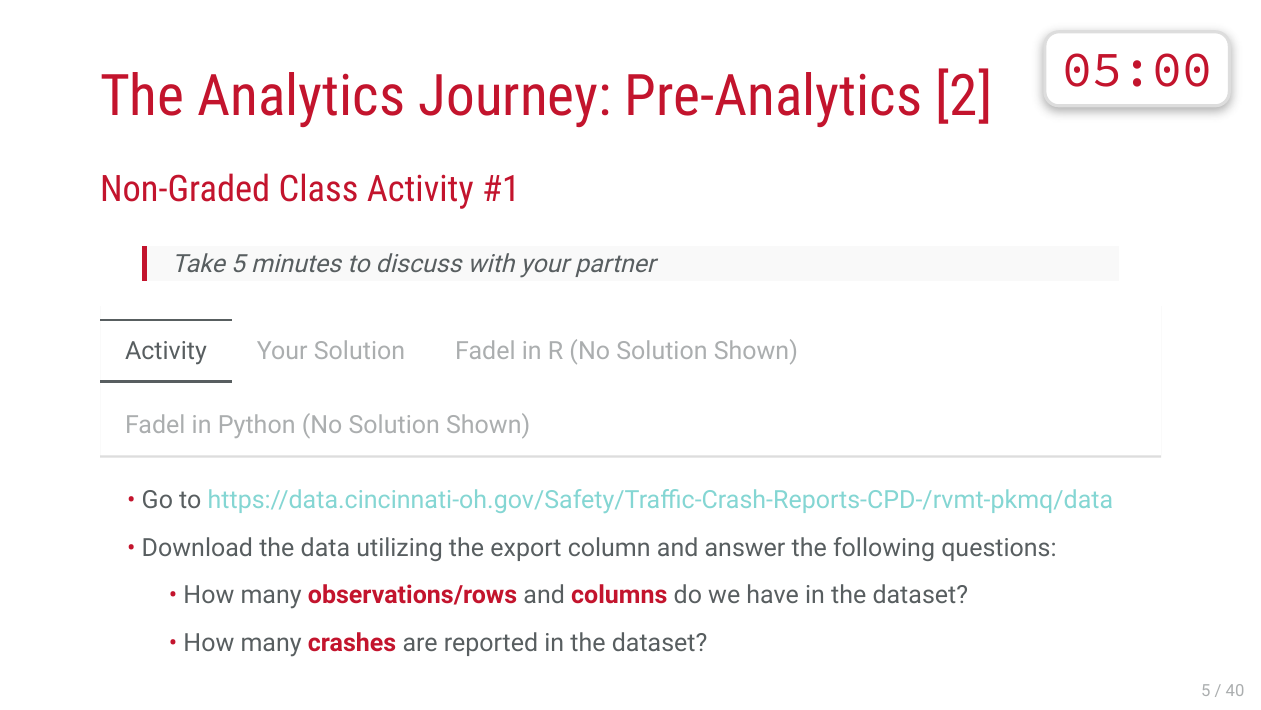 The Analytics Journey: Pre-Analytics [2]
05:00
Non-Graded Class Activity #1
Take 5 minutes to discuss with your partner
Activity Your Solution Fadel in R (No Solution Shown)
Fadel in Python (No Solution Shown)
• Go to https://data.cincinnati-oh.gov/Safety/Traffic-Crash-Reports-CPD-/rvmt-pkmq/data
• Download the data utilizing the export column and answer the following questions:
• How many observations/rows and columns do we have in the dataset?
• How many crashes are reported in the dataset?
5 / 40